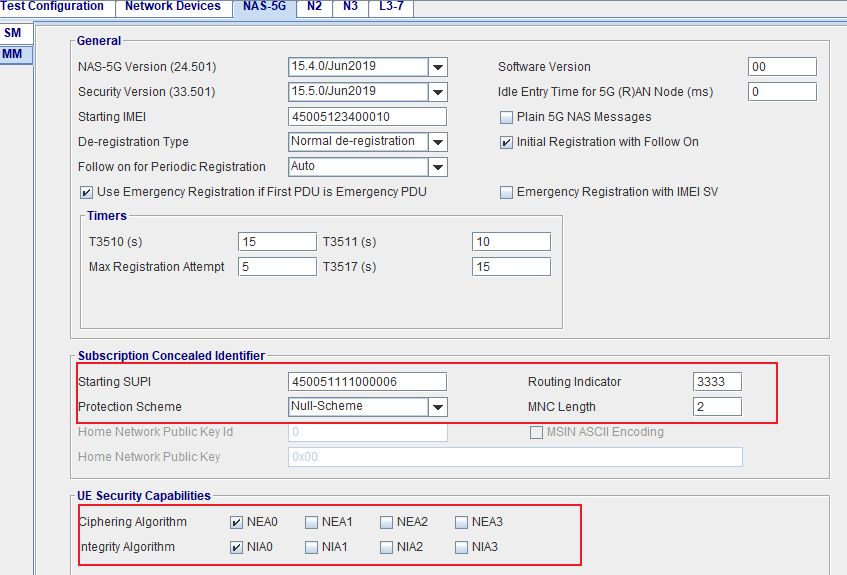 Test Configuration Network Devices NAS-5G N2 N3 L3-7
SM
MM
General
NAS-5G Version (24.501) 15.4.0/Jun2019 Software Version 00
Security Version (33.501) 15.5.0/Jun2019 Idle Entry Time for 5G (R)AN Node (ms) 0
Starting IMEI 45005123400010 Plain 5G NAS Messages
De-registration Type Normal de-registration Initial Registration with Follow On
Follow on for Periodic Registration Auto
Use Emergency Registration if First PDU is Emergency PDU Emergency Registration with IMEI SV
Timers
T3510 (s) 15 T3511 (s) 10
Max Registration Attempt 5 T3517 (s) 15
Subscription Concealed Identifier
Starting SUPI 450051111000006 Routing Indicator 3333
Protection Scheme Null-Scheme MNC Length 2
Home Network Public Key Id 0 MSIN ASCII Encoding
Home Network Public Key 0x00
UE Security Capabilities
Ciphering Algorithm NEA0 NEA1 NEA2 NEA3
Integrity Algorithm NIA0 NIA1 NIA2 NIA3